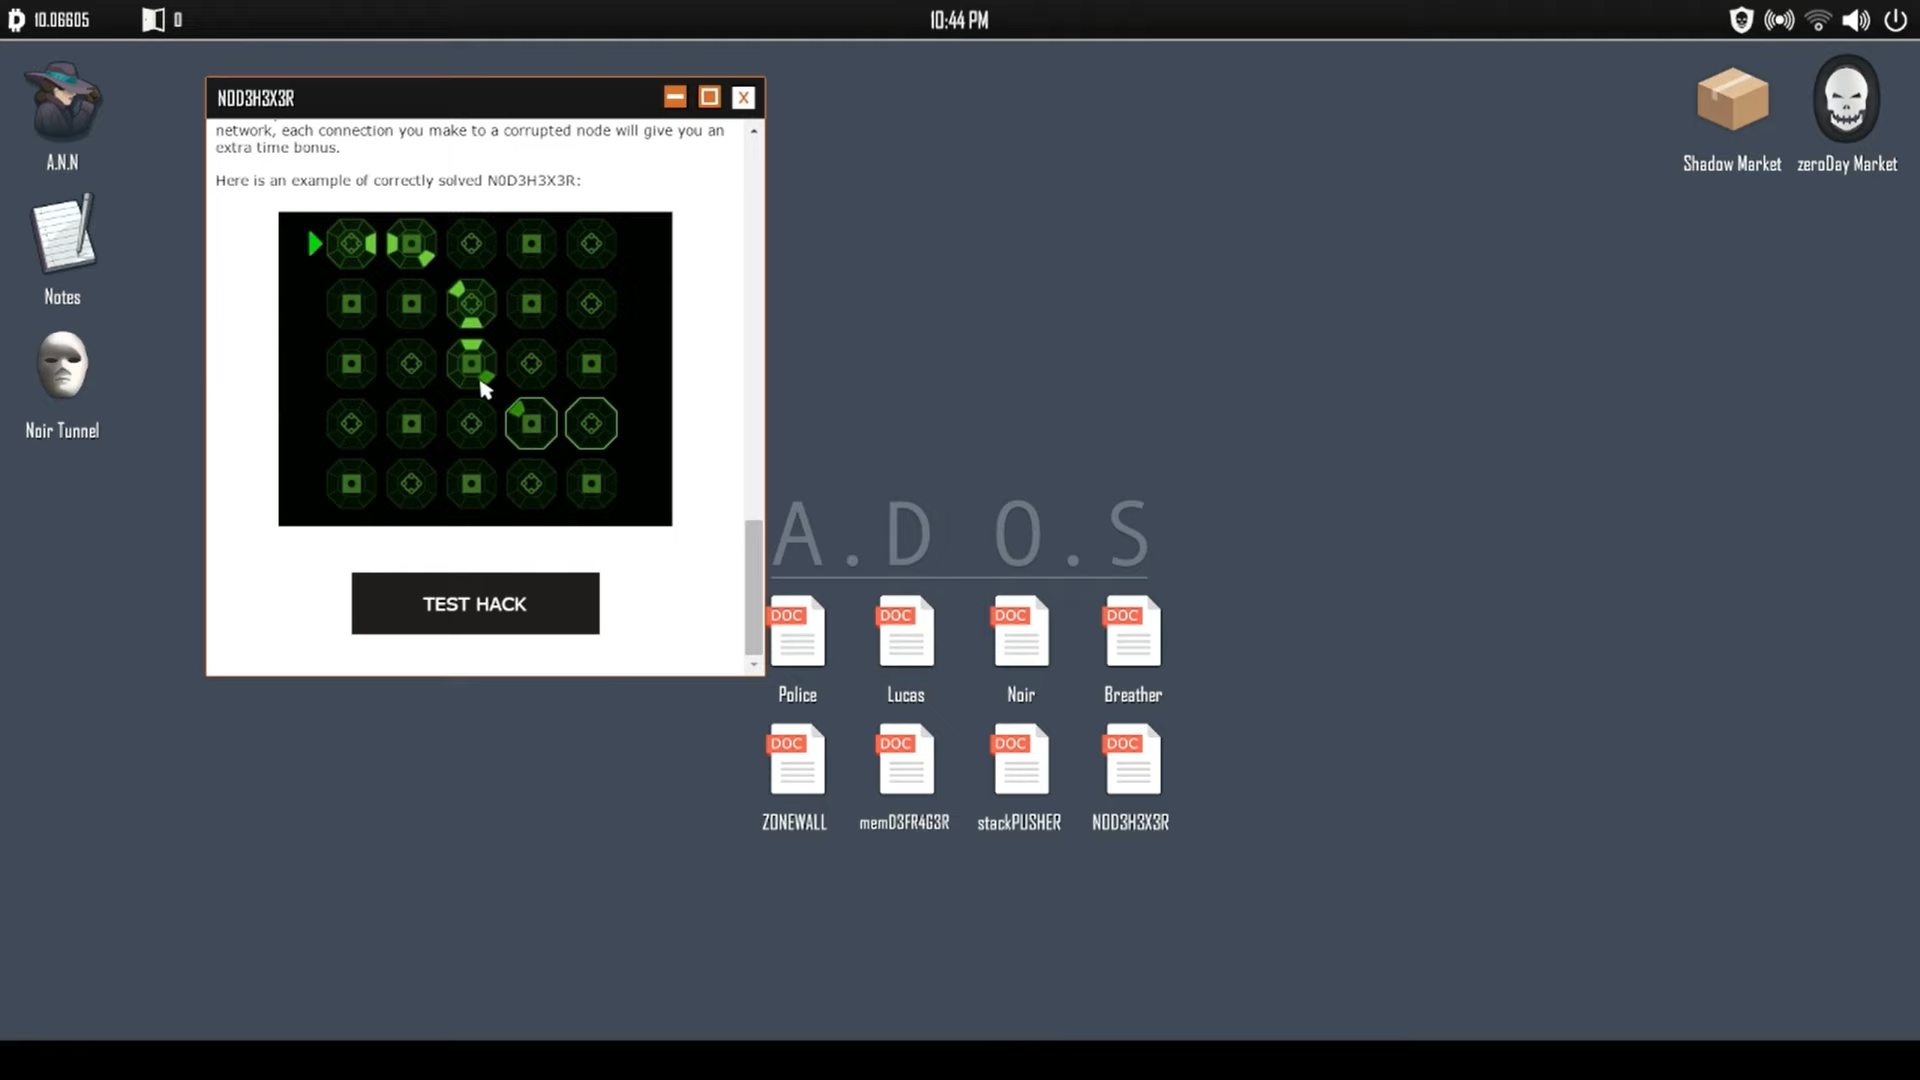 10.06605
0
10:44 PM
A.N.N
Notes
Noir Tunnel
N0D3H3X3R
network, each connection you make to a corrupted node will give you an
extra time bonus.
Here is an example of correctly solved N0D3H3X3R:
TEST HACK
Shadow Market
zeroDay Market
A.D O.S
DOC
DOC
DOC
DOC
Police
Lucas
Noir
Breather
DOC
DOC
DOC
DOC
ZONEWALL
memD3FR4G3R
stackPUSHER
N0D3H3X3R